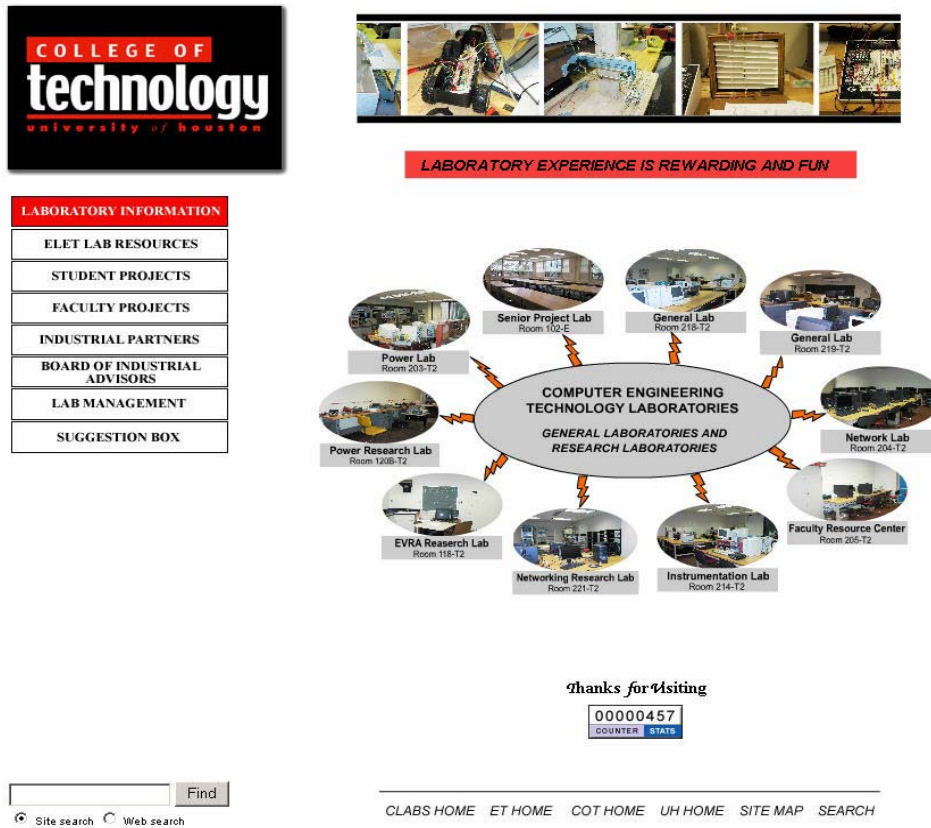 COLLEGE OF
technology
university of houston
LABORATORY EXPERIENCE IS REWARDING AND FUN
LABORATORY INFORMATION
ELET LAB RESOURCES
STUDENT PROJECTS
FACULTY PROJECTS
INDUSTRIAL PARTNERS
BOARD OF INDUSTRIAL
ADVISORS
LAB MANAGEMENT
SUGGESTION BOX
Senior Project Lab
Room 102-E
General Lab
Room 218-T2
General Lab
Room 219-T2
Power Lab
Room 203-T2
COMPUTER ENGINEERING
TECHNOLOGY LABORATORIES
GENERAL LABORATORIES AND
RESEARCH LABORATORIES
Network Lab
Room 204-T2
Power Research Lab
Room 120B-T2
Faculty Resource Center
Room 205-T2
EVRA Reaserch Lab
Room 118-T2
Networking Research Lab
Room 221-T2
Instrumentation Lab
Room 214-T2
Thanks for Visiting
00000457
COUNTER STATS
Find
Site search Web search
CLABS HOME ET HOME COT HOME UH HOME SITE MAP SEARCH